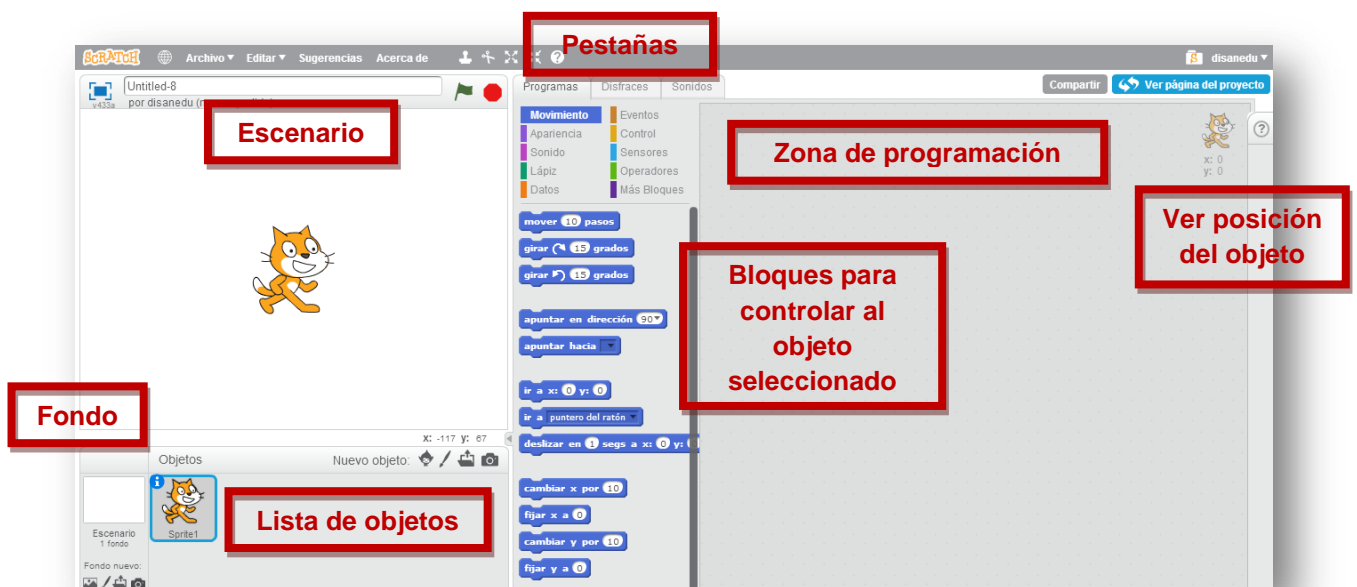 Pestañas
SCRATCH Archivo Editar Sugerencias Acerca de
disanedu
v433a
Untitled-8
por disanedu
Escenario
Programas Disfraces Sonidos
Compartir Ver página del proyecto
Movimiento Eventos
Apariencia Control
Sonido Sensores
Lápiz Operadores
Datos Más Bloques
Zona de programación
x: 0
y: 0
Ver posición
del objeto
mover 10 pasos
girar 15 grados
girar 15 grados
apuntar en dirección 90
apuntar hacia
ir a x: 0 y: 0
ir a puntero del ratón
deslizar en 1 segs a x: 0 y:
cambiar x por 10
fijar x a 0
cambiar y por 10
fijar y a 0
Bloques para
controlar al
objeto
seleccionado
Fondo
X: -117 y: 67
Objetos Nuevo objeto:
Sprite1
Lista de objetos
Escenario
1 fondo
Fondo nuevo: